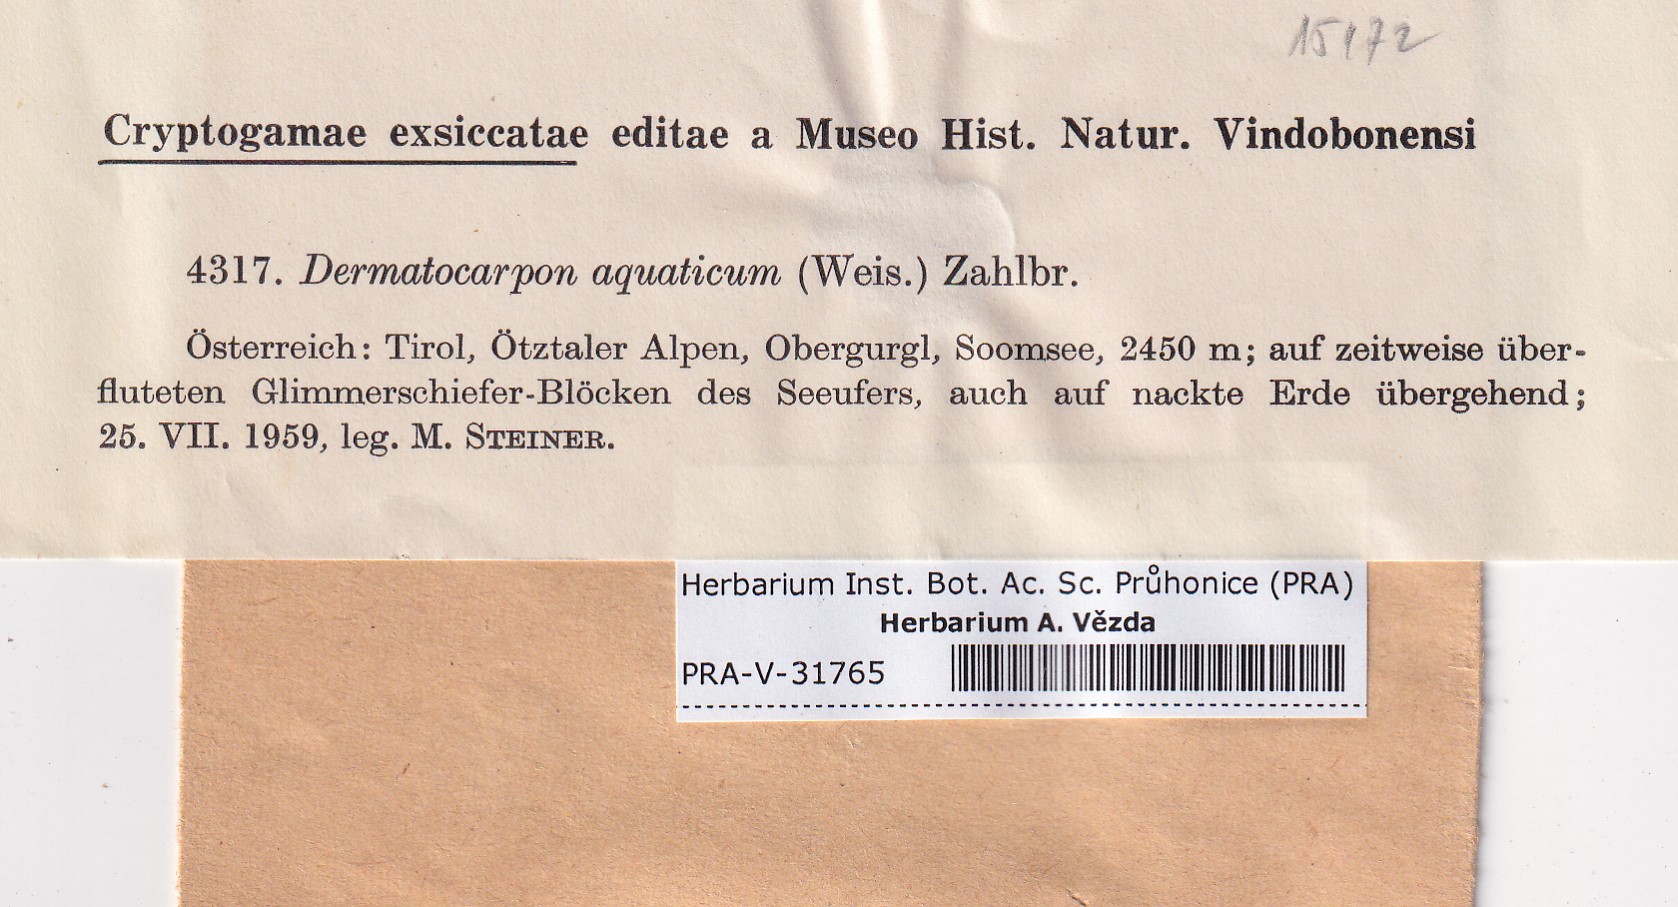 15172
Cryptogamae exsiccatae editae a Museo Hist. Natur. Vindobonensi
4317. Dermatocarpon aquaticum (Weis.) Zahlbr.
Österreich: Tirol, Ötztaler Alpen, Obergurgl, Soomsee, 2450 m; auf zeitweise über-
fluteten Glimmerschiefer-Blöcken des Seeufers, auch auf nackte Erde übergehend;
25. VII. 1959, leg. M. STEINER.
Herbarium Inst. Bot. Ac. Sc. Průhonice (PRA)
Herbarium A. Vězda
PRA-V-31765